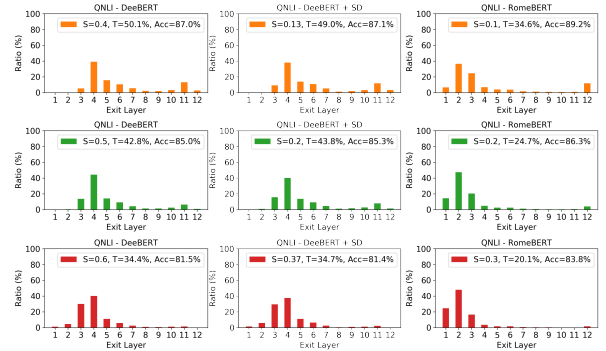 QNLI - DeeBERT
QNLI - DeeBERT + SD
QNLI - RomeBERT
Ratio (%)
100
80
60
40
20
0
S=0.4, T=50.1%, Acc=87.0%
1 2 3 4 5 6 7 8 9 10 11 12
Exit Layer
100
80
60
40
20
0
S=0.13, T=49.0%, Acc=87.1%
1 2 3 4 5 6 7 8 9 10 11 12
Exit Layer
Ratio (%)
100
80
60
40
20
0
S=0.1, T=34.6%, Acc=89.2%
1 2 3 4 5 6 7 8 9 10 11 12
Exit Layer
QNLI - DeeBERT
QNLI - DeeBERT + SD
QNLI - RomeBERT
Ratio (%)
100
80
60
40
20
0
S=0.5, T=42.8%, Acc=85.0%
1 2 3 4 5 6 7 8 9 10 11 12
Exit Layer
Ratio (%)
100
80
60
40
20
0
S=0.2, T=43.8%, Acc=85.3%
1 2 3 4 5 6 7 8 9 10 11 12
Exit Layer
Ratio (%)
100
80
60
40
20
0
S=0.2, T=24.7%, Acc=86.3%
1 2 3 4 5 6 7 8 9 10 11 12
Exit Layer
QNLI - DeeBERT
QNLI - DeeBERT + SD
QNLI - RomeBERT
Ratio (%)
100
80
60
40
20
0
S=0.6, T=34.4%, Acc=81.5%
1 2 3 4 5 6 7 8 9 10 11 12
Exit Layer
Ratio (%)
100
80
60
40
20
0
S=0.37, T=34.7%, Acc=81.4%
1 2 3 4 5 6 7 8 9 10 11 12
Exit Layer
Ratio (%)
100
80
60
40
20
0
S=0.3, T=20.1%, Acc=83.8%
1 2 3 4 5 6 7 8 9 10 11 12
Exit Layer